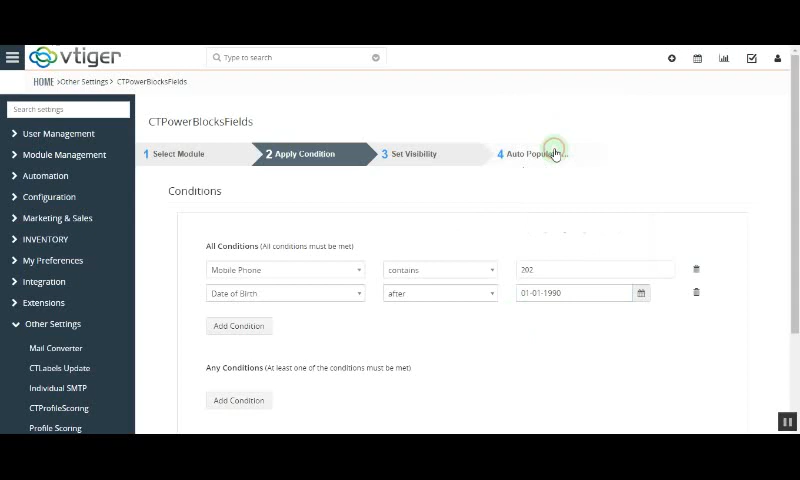 vtiger
Type to search
HOME >Other Settings > CTPowerBlocksFields
Search settings
User Management
Module Management
Automation
Configuration
Marketing & Sales
INVENTORY
My Preferences
Integration
Extensions
Other Settings
Mail Converter
CTLabels Update
Individual SMTP
CTProfileScoring
Profile Scoring
CTPowerBlocksFields
1 Select Module
2 Apply Condition
3 Set Visibility
4 Auto
Conditions
All Conditions (All conditions must be met)
Mobile Phone contains 202
Date of Birth after 01-01-1990
Add Condition
Any Conditions (At least one of the conditions must be met)
Add Condition